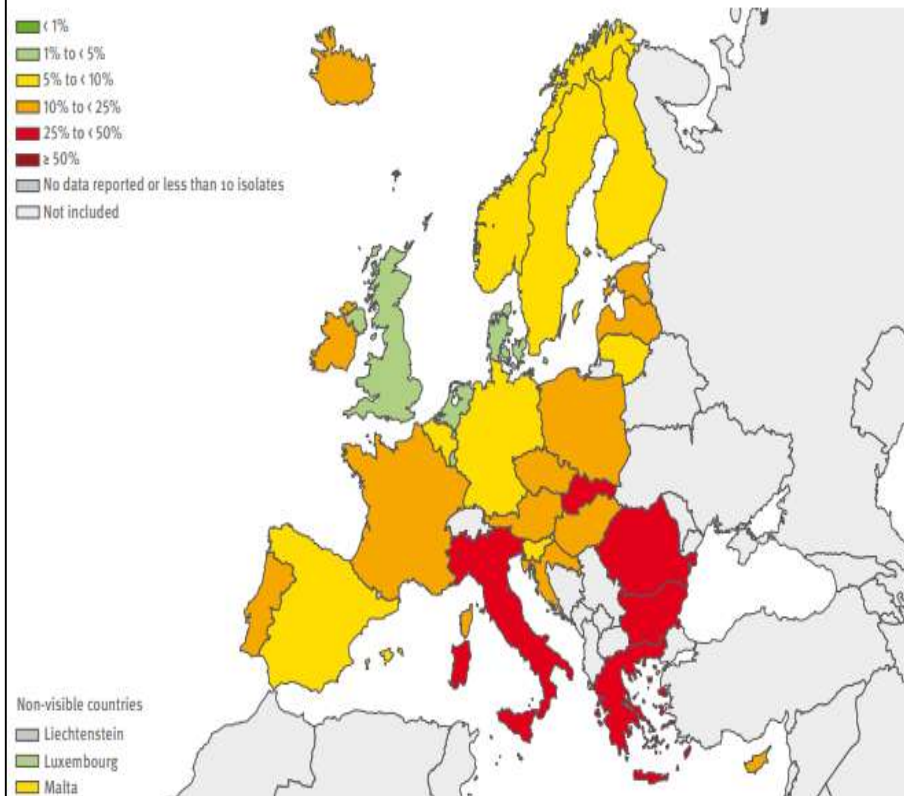 < 1%
1% to < 5%
5% to < 10%
10% to < 25%
25% to < 50%
≥ 50%
No data reported or less than 10 isolates
Not included
Non-visible countries
Liechtenstein
Luxembourg
Malta